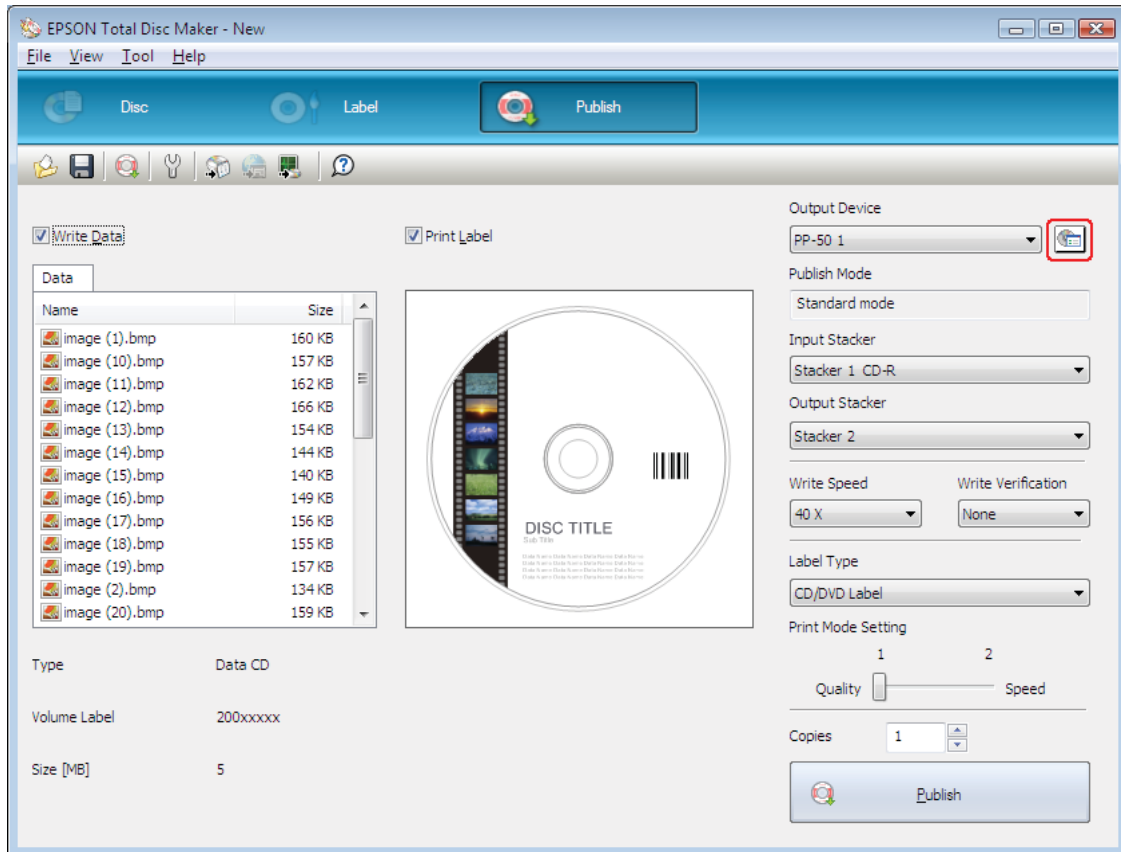 EPSON Total Disc Maker - New
File View Tool Help
Disc Label Publish
Write Data
Print Label
Output Device
PP-50 1
Publish Mode
Standard mode
Input Stacker
Stacker 1 CD-R
Output Stacker
Stacker 2
Write Speed Write Verification
40 X None
Label Type
CD/DVD Label
Print Mode Setting
1 2
Quality Speed
Copies 1
Publish
Data
Name Size
image (1).bmp 160 KB
image (10).bmp 157 KB
image (11).bmp 162 KB
image (12).bmp 166 KB
image (13).bmp 154 KB
image (14).bmp 144 KB
image (15).bmp 140 KB
image (16).bmp 149 KB
image (17).bmp 156 KB
image (18).bmp 155 KB
image (19).bmp 157 KB
image (2).bmp 134 KB
image (20).bmp 159 KB
DISC TITLE
Sub Title
Type Data CD
Volume Label 200xxxxx
Size [MB] 5